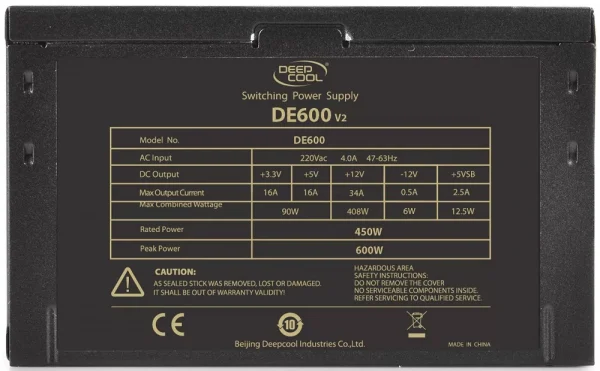 DEEP
COOL ®
Switching Power Supply
DE600 V2
Model No. DE600
AC Input 220Vac 4.0A 47-63Hz
DC Output +3.3V +5V +12V -12V +5VSB
Max Output Current 16A 16A 34A 0.5A 2.5A
Max Combined Wattage 90W 408W 6W 12.5W
Rated Power 450W
Peak Power 600W
CAUTION:
AS SEALED STICK WAS REMOVED, LOST OR DAMAGED.
IT SHALL BE OUT OF WARRANTY VALIDITY!
HAZARDOUS AREA
SAFETY INSTRUCTIONS:
DO NOT REMOVE THE COVER
NO SERVICEABLE COMPONENTS INSIDE.
REFER SERVICING TO QUALIFIED SERVICE.
CE
10
Beijing Deepcool Industries Co.,Ltd.
MADE IN CHINA